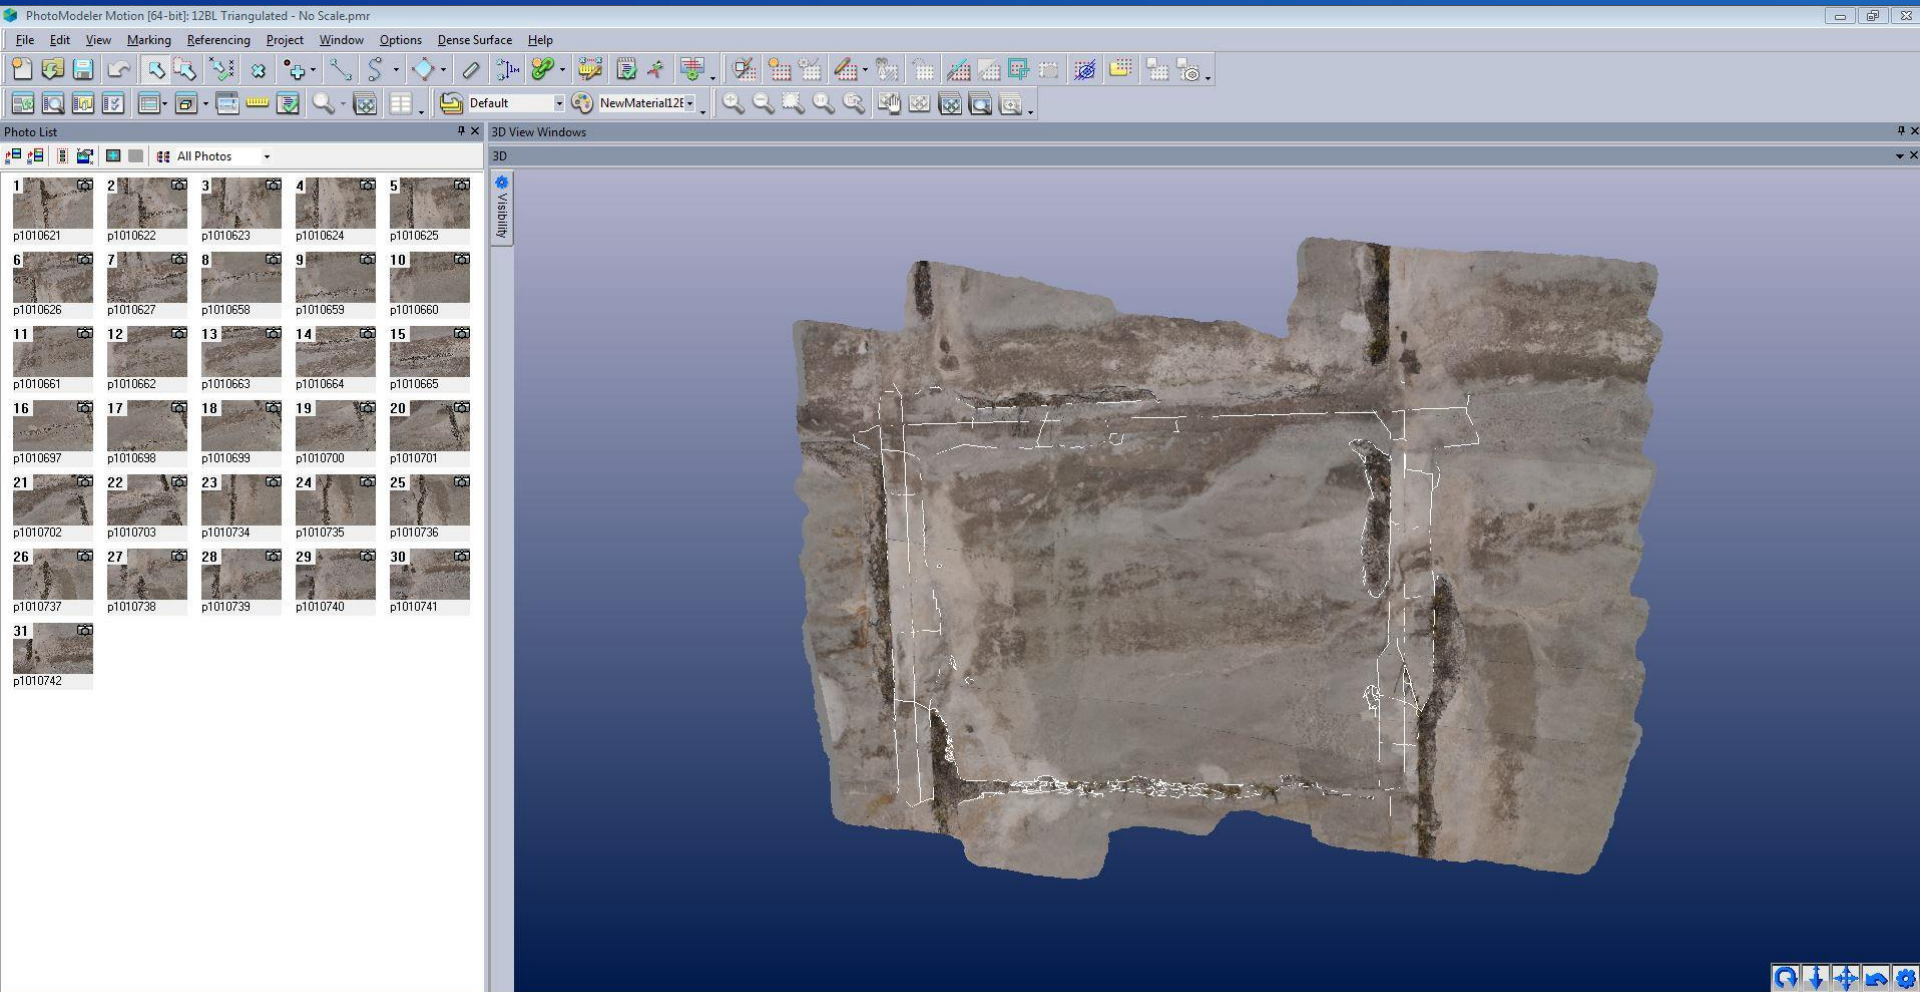 PhotoModeler Motion [64-bit]: 12BL Triangulated - No Scale.pmr
File Edit View Marking Referencing Project Window Options Dense Surface Help
Default NewMaterial12
Photo List
3D View Windows
All Photos
3D
Visibility
1 2 3 4 5
p1010621 p1010622 p1010623 p1010624 p1010625
6 7 8 9 10
p1010626 p1010627 p1010658 p1010659 p1010660
11 12 13 14 15
p1010661 p1010662 p1010663 p1010664 p1010665
16 17 18 19 20
p1010697 p1010698 p1010699 p1010700 p1010701
21 22 23 24 25
p1010702 p1010703 p1010734 p1010735 p1010736
26 27 28 29 30
p1010737 p1010738 p1010739 p1010740 p1010741
31
p1010742